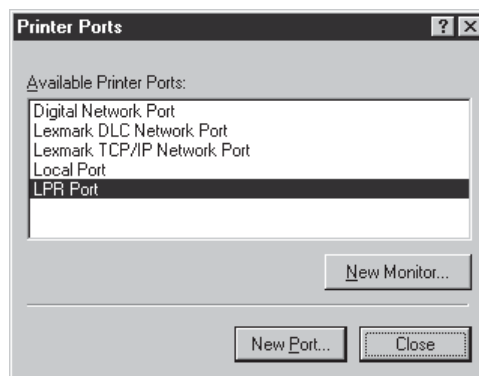 Printer Ports
Available Printer Ports:
Digital Network Port
Lexmark DLC Network Port
Lexmark TCP/IP Network Port
Local Port
LPR Port
New Monitor...
New Port...
Close